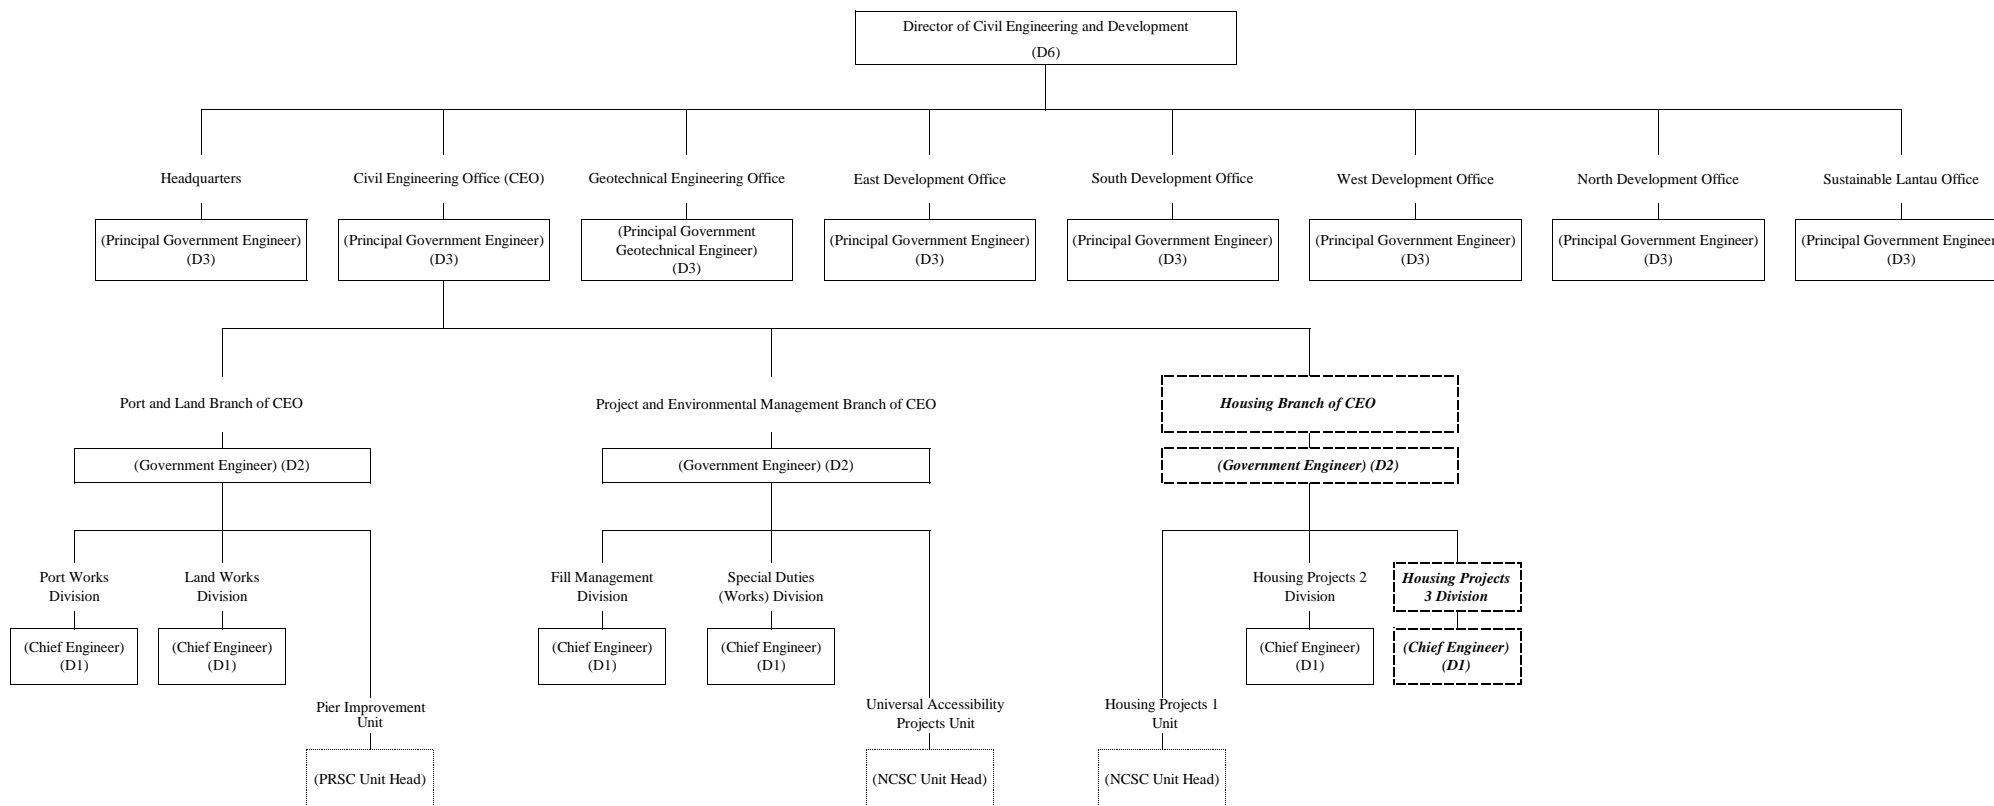 Director of Civil Engineering and Development
(D6)
Headquarters
Civil Engineering Office (CEO)
Geotechnical Engineering Office
East Development Office
South Development Office
West Development Office
North Development Office
Sustainable Lantau Office
(Principal Government Engineer)
(D3)
(Principal Government Engineer)
(D3)
(Principal Government
Geotechnical Engineer)
(D3)
(Principal Government Engineer)
(D3)
(Principal Government Engineer)
(D3)
(Principal Government Engineer)
(D3)
(Principal Government Engineer)
(D3)
(Principal Government Engineer
(D3)
Port and Land Branch of CEO
Project and Environmental Management Branch of CEO
Housing Branch of CEO
(Government Engineer) (D2)
(Government Engineer) (D2)
(Government Engineer) (D2)
Port Works
Division
Land Works
Division
Fill Management
Division
Special Duties
(Works) Division
Housing Projects 2
Division
Housing Projects
3 Division
(Chief Engineer)
(D1)
(Chief Engineer)
(D1)
(Chief Engineer)
(D1)
(Chief Engineer)
(D1)
(Chief Engineer)
(D1)
(Chief Engineer)
(D1)
Pier Improvement
Unit
Universal Accessibility
Projects Unit
Housing Projects 1
Unit
(PRSC Unit Head)
(NCSC Unit Head)
(NCSC Unit Head)